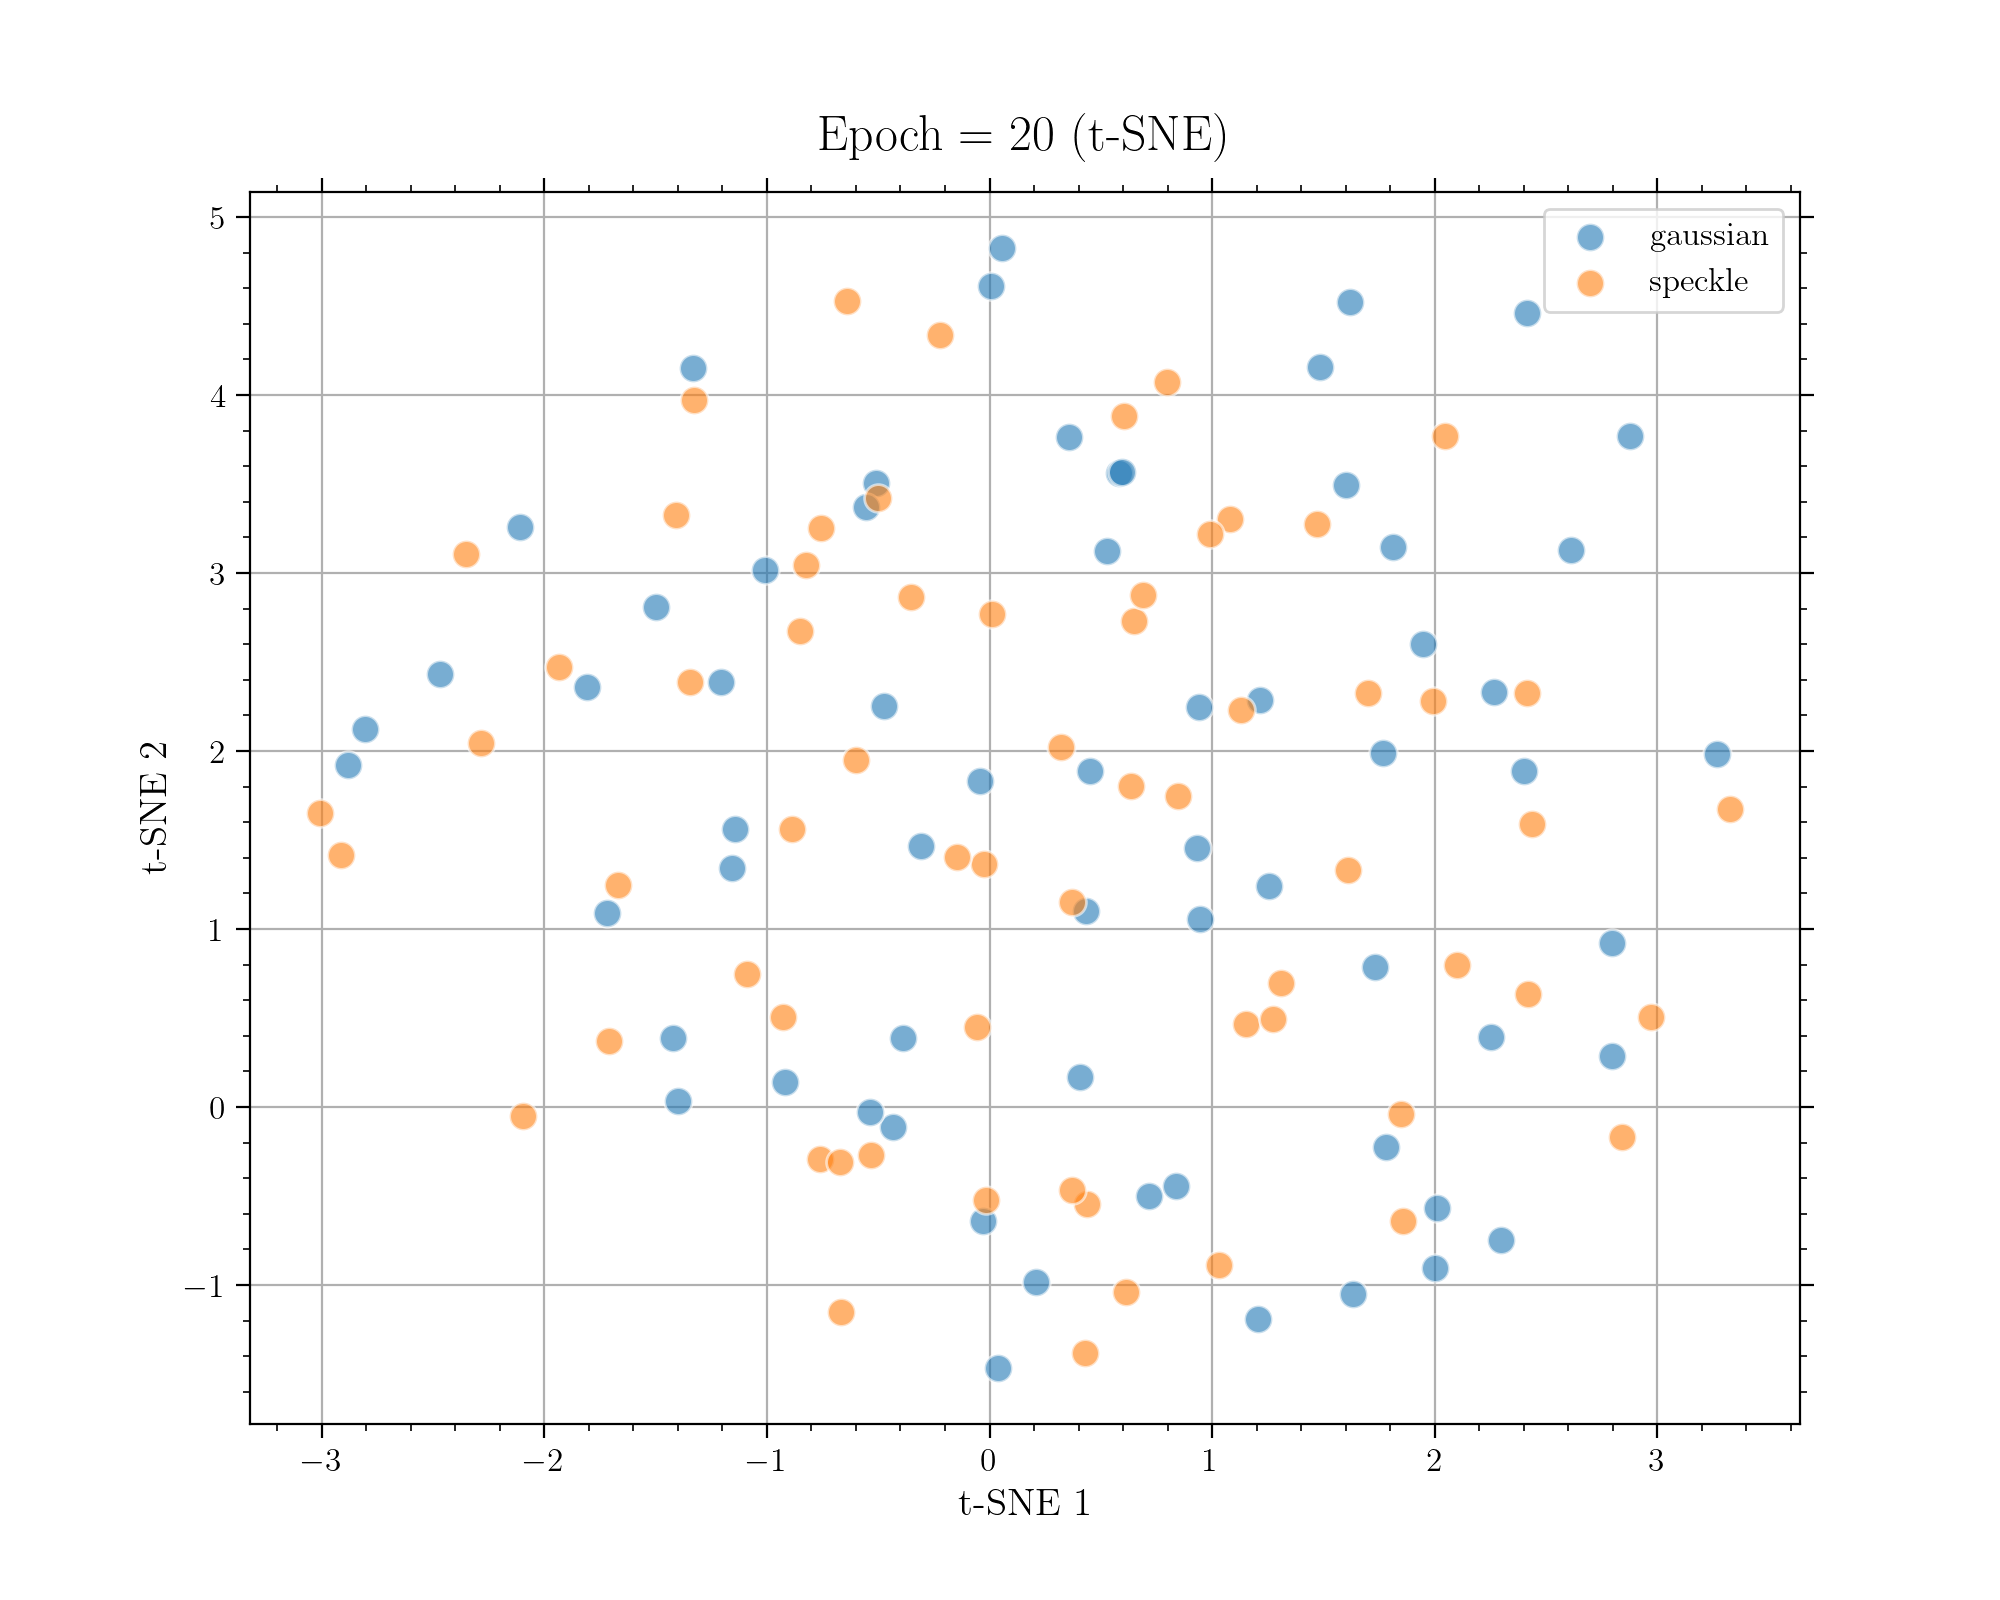 Epoch = 20 (t-SNE)
gaussian
speckle
5
4
3
2
1
0
−1
t-SNE 2
−3 −2 −1 0 1 2 3
t-SNE 1